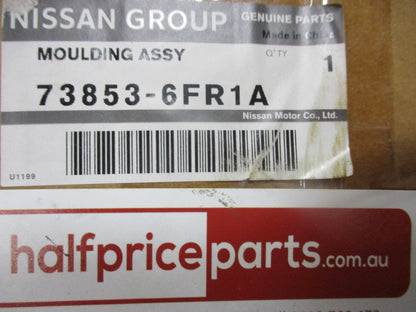 NISSAN GROUP GENUINE PARTS
Made in China
MOULDING ASSY Q'TY
1
73853-6FR1A
Nissan Motor Co., Ltd.
U1199
halfpriceparts.com.au